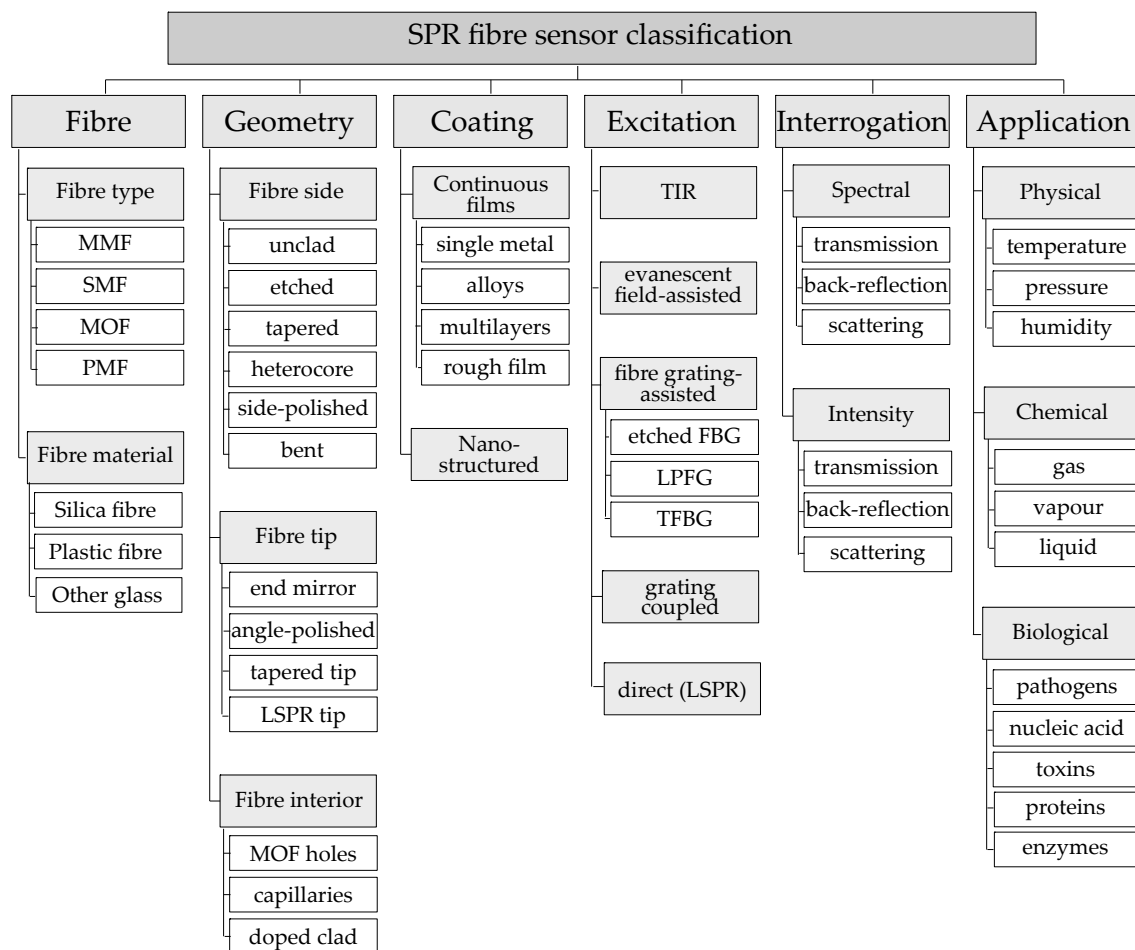 SPR fibre sensor classification
Fibre
Geometry
Coating
Excitation
Interrogation
Application
Fibre type
MMF
SMF
MOF
PMF
Fibre material
Silica fibre
Plastic fibre
Other glass
Fibre side
unclad
etched
tapered
heterocore
side-polished
bent
Fibre tip
end mirror
angle-polished
tapered tip
LSPR tip
Fibre interior
MOF holes
capillaries
doped clad
Continuous
films
single metal
alloys
multilayers
rough film
Nano-
structured
TIR
evanescent
field-assisted
fibre grating-
assisted
etched FBG
LPFG
TFBG
grating
coupled
direct (LSPR)
Spectral
transmission
back-reflection
scattering
Intensity
transmission
back-reflection
scattering
Physical
temperature
pressure
humidity
Chemical
gas
vapour
liquid
Biological
pathogens
nucleic acid
toxins
proteins
enzymes